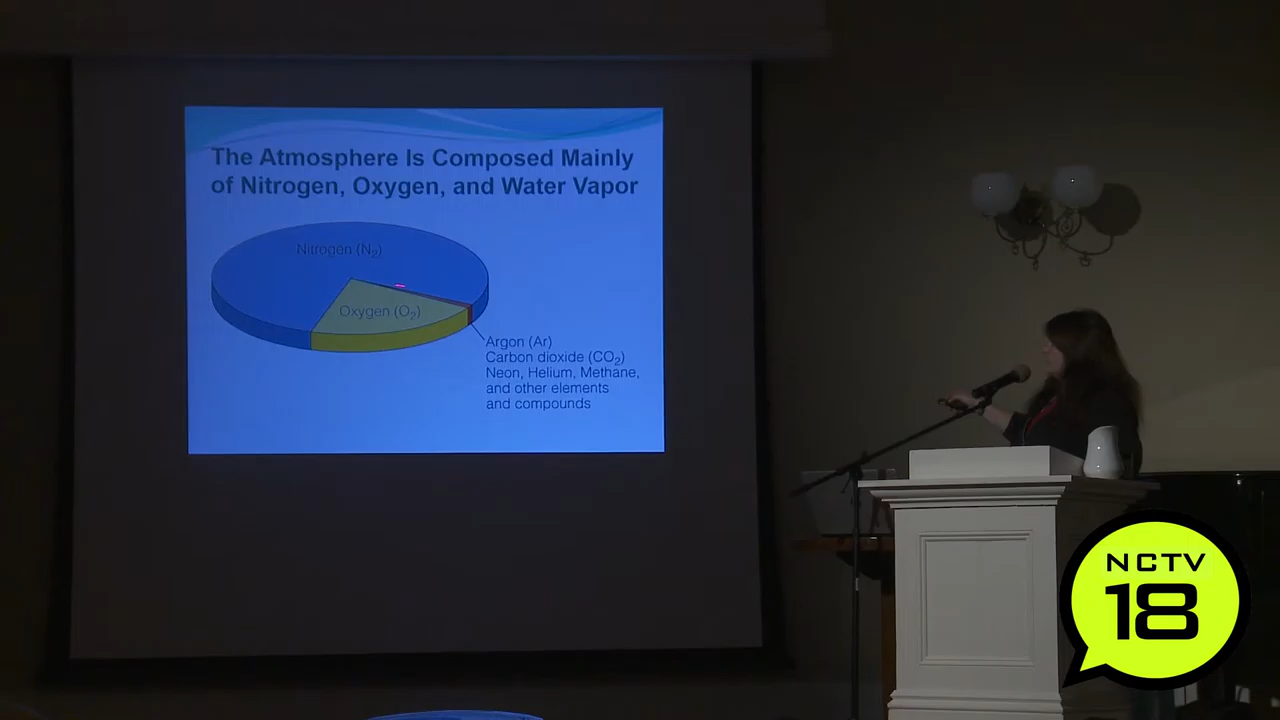 The Atmosphere Is Composed Mainly
of Nitrogen, Oxygen, and Water Vapor
Nitrogen (N₂)
Oxygen (O₂)
Argon (Ar)
Carbon dioxide (CO₂)
Neon, Helium, Methane,
and other elements
and compounds
NCTV
18